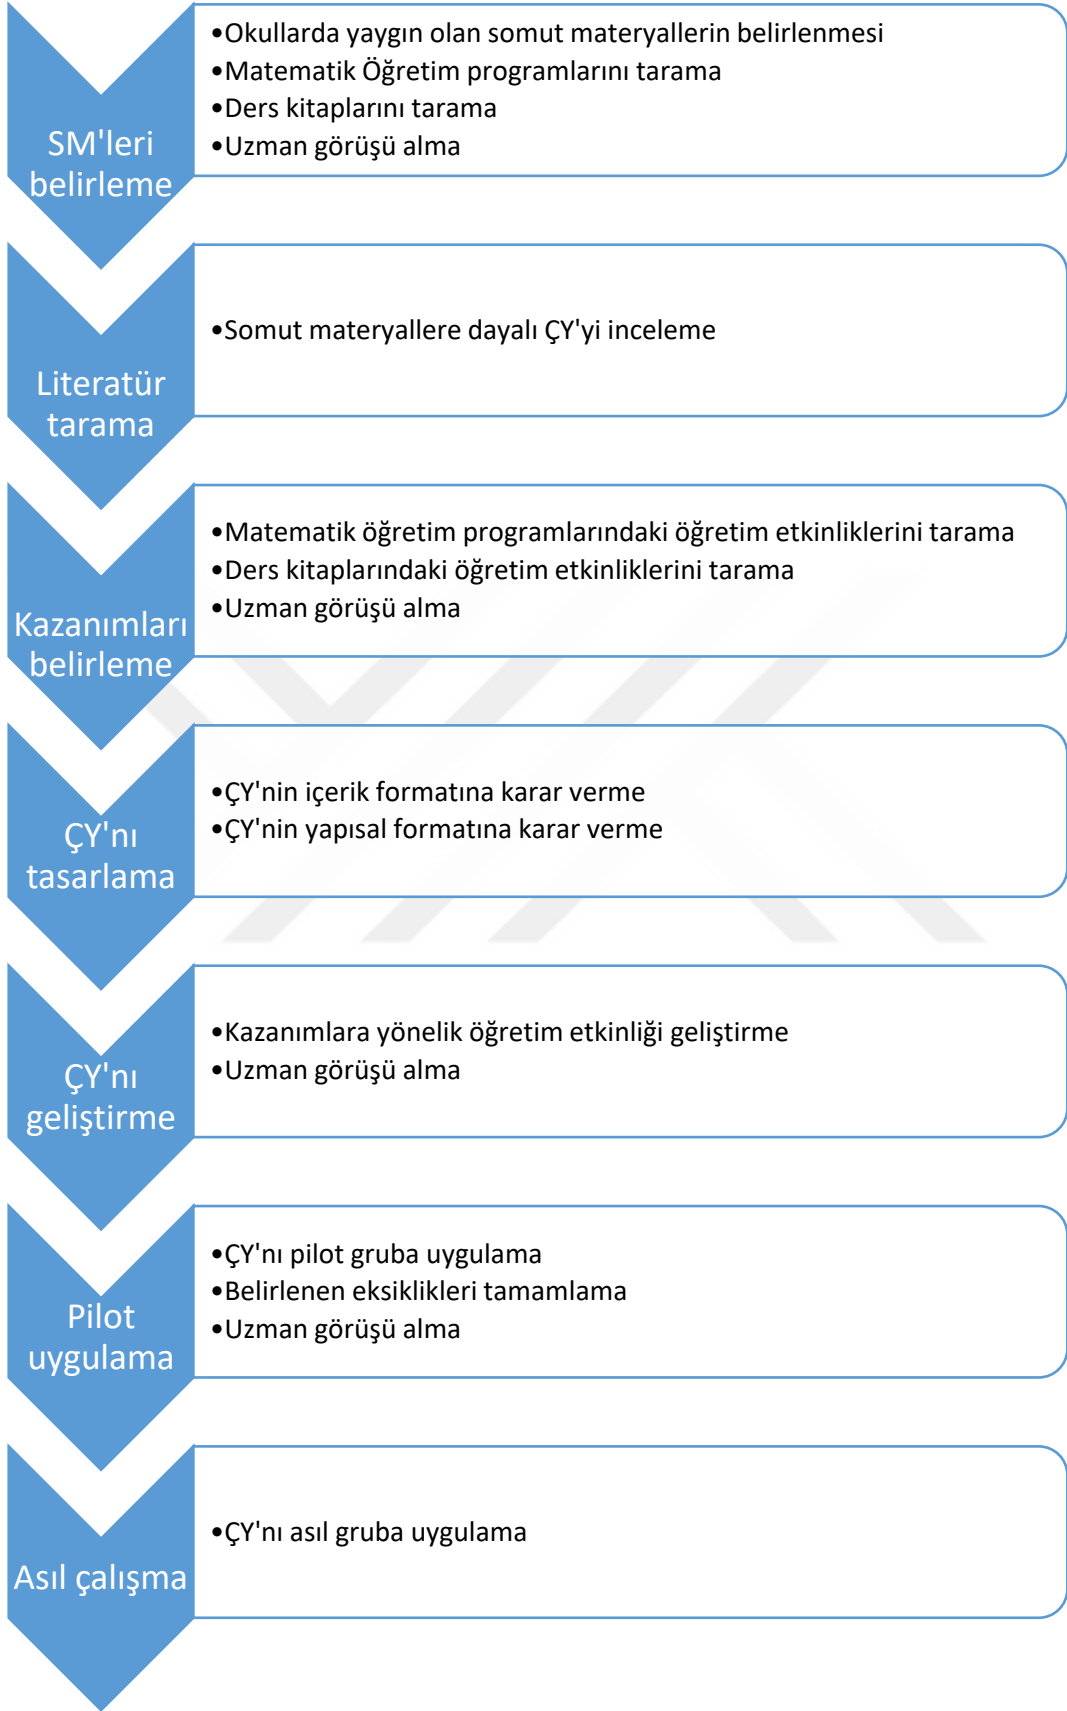 SM'leri
belirleme
•Okullarda yaygın olan somut materyallerin belirlenmesi
•Matematik Öğretim programlarını tarama
•Ders kitaplarını tarama
•Uzman görüşü alma
Literatür
tarama
•Somut materyallere dayalı ÇY'yi inceleme
Kazanımları
belirleme
•Matematik öğretim programlarındaki öğretim etkinliklerini tarama
•Ders kitaplarındaki öğretim etkinliklerini tarama
•Uzman görüşü alma
ÇY'nı
tasarlama
•ÇY'nin içerik formatına karar verme
•ÇY'nin yapısal formatına karar verme
ÇY'nı
geliştirme
•Kazanımlara yönelik öğretim etkinliği geliştirme
•Uzman görüşü alma
Pilot
uygulama
•ÇY'nı pilot gruba uygulama
•Belirlenen eksiklikleri tamamlama
•Uzman görüşü alma
Asıl çalışma
•ÇY'nı asıl gruba uygulama